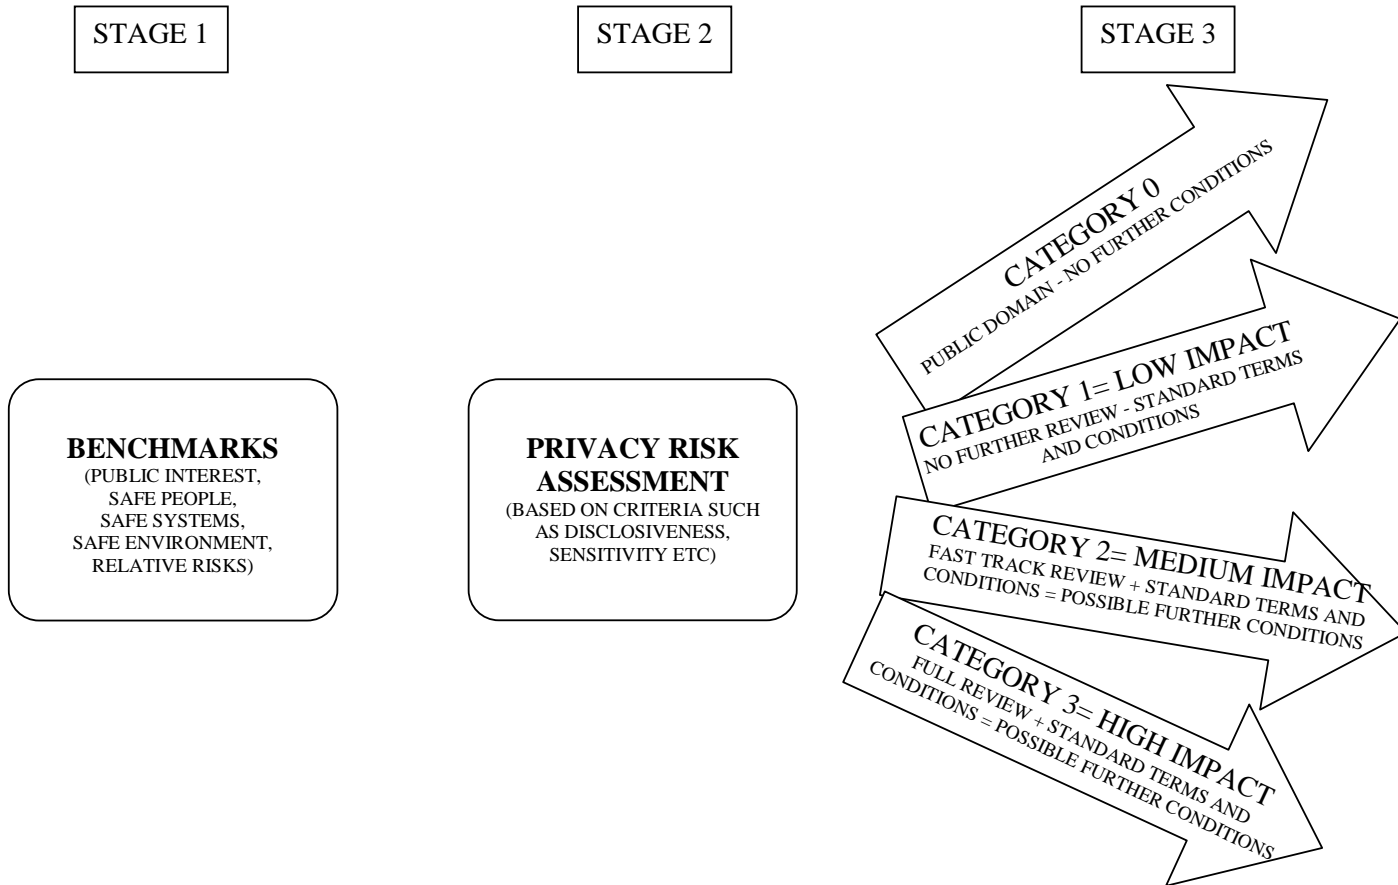 STAGE 1
STAGE 2
STAGE 3
BENCHMARKS
(PUBLIC INTEREST,
SAFE PEOPLE,
SAFE SYSTEMS,
SAFE ENVIRONMENT,
RELATIVE RISKS)
PRIVACY RISK
ASSESSMENT
(BASED ON CRITERIA SUCH
AS DISCLOSIVENESS,
SENSITIVITY ETC)
CATEGORY 0
PUBLIC DOMAIN - NO FURTHER CONDITIONS
CATEGORY 1= LOW IMPACT
NO FURTHER REVIEW - STANDARD TERMS
AND CONDITIONS
CATEGORY 2= MEDIUM IMPACT
FAST TRACK REVIEW + STANDARD TERMS AND
CONDITIONS = POSSIBLE FURTHER CONDITIONS
CATEGORY 3= HIGH IMPACT
FULL REVIEW + STANDARD TERMS AND
CONDITIONS = POSSIBLE FURTHER CONDITIONS